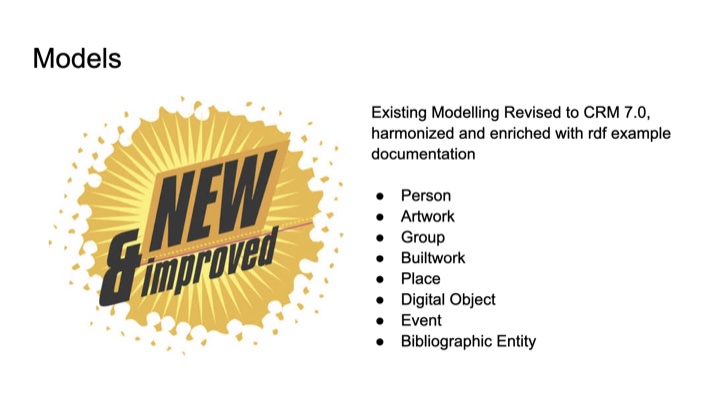 Models
NEW
& improved
Existing Modelling Revised to CRM 7.0,
harmonized and enriched with rdf example
documentation
● Person
● Artwork
● Group
● Builtwork
● Place
● Digital Object
● Event
● Bibliographic Entity